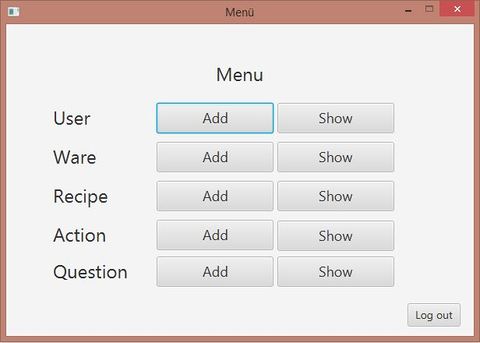 Menü
Menu
User Add Show
Ware Add Show
Recipe Add Show
Action Add Show
Question Add Show
Log out